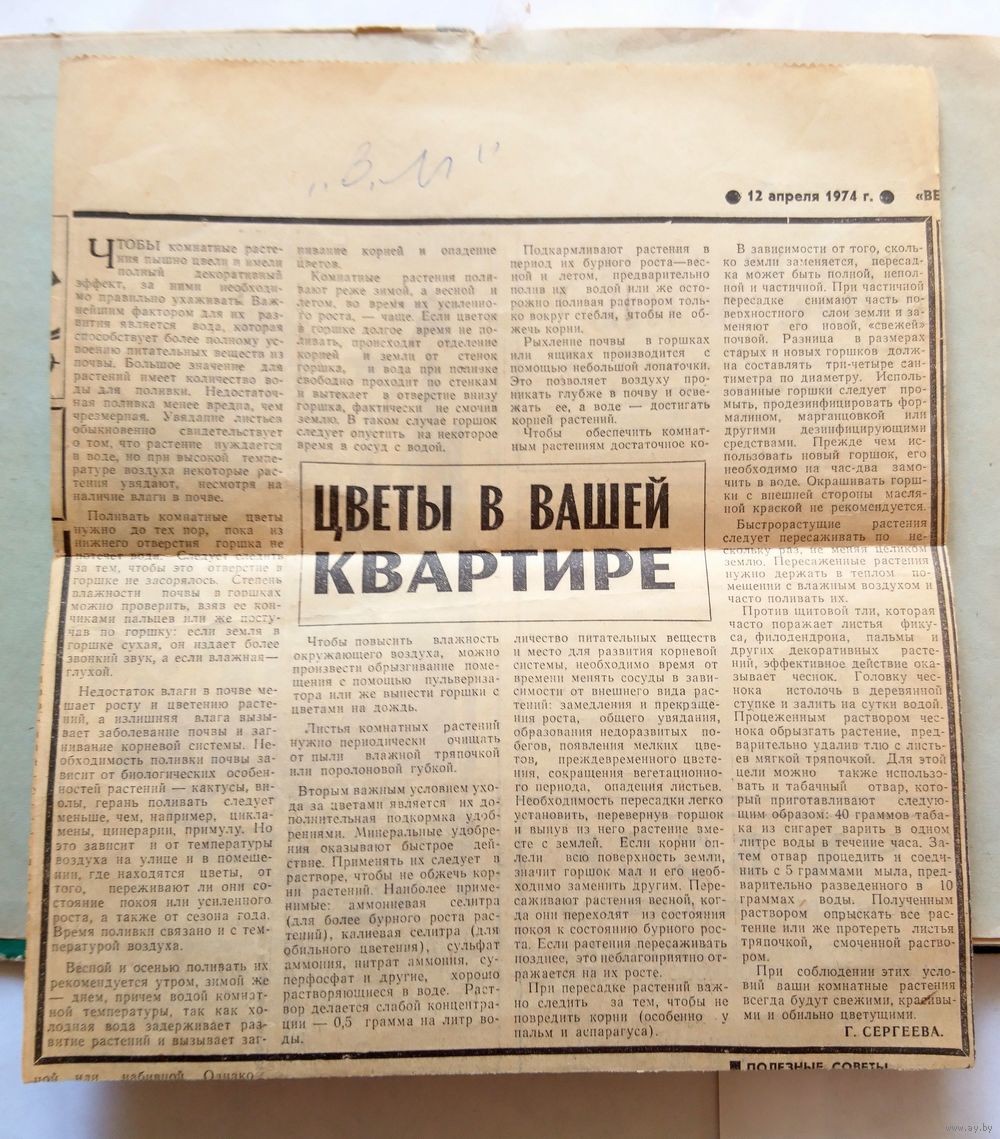 „В.М"
12 апреля 1974 г.
«ВЕ
ЧТОБЫ комнатные расте-
ния пышно цвели и имели
полный декоративный
эффект, за ними необходи-
мо правильно ухаживать. Важ-
нейшим фактором для их раз-
вития является вода, которая
способствует более полному ус-
воению питательных веществ из
почвы. Большое значение для
растений имеет количество во-
ды для поливки. Недостаточ-
ная поливка менее вредна, чем
чрезмерная. Увядание листьев
обыкновенно свидетельствует
о том, что растение нуждается
в воде, но при высокой темпе-
ратуре воздуха некоторые рас-
тения увядают, несмотря на
наличие влаги в почве.
Поливать комнатные цветы
нужно до тех пор, пока из
нижнего отверстия горшка не
потечет вода. Следует следить
за тем, чтобы это отверстие в
горшке не засорялось. Степень
влажности почвы в горшках
можно проверить, взяв ее кон-
чиками пальцев или же посту-
чав по горшку: если земля в
горшке сухая, он издает более
звонкий звук, а если влажная—
глухой.
Недостаток влаги в почве ме-
шает росту и цветению расте-
ний, а излишняя влага вызы-
вает заболевание почвы и заг-
нивание корневой системы. Не-
обходимость поливки почвы за-
висит от биологических особен-
ностей растений — кактусы, ви-
олы, герань поливать следует
меньше, чем, например, цикла-
мены, цинерарии, примулу. Но
это зависит и от температуры
воздуха на улице и в помеще-
нии, где находятся цветы, от
того, переживают ли они со-
стояние покоя или усиленного
роста, а также от сезона года.
Время поливки связано и с тем-
пературой воздуха.
Весной и осенью поливать их
рекомендуется утром, зимой же
— днем, причем водой комнат-
ной температуры, так как хо-
лодная вода задерживает раз-
витие растений и вызывает заг-
нивание корней и опадение
цветов.
Комнатные растения поли-
вают реже зимой, а весной и
летом, во время их усиленно-
го роста, — чаще. Если цветок
в горшке долгое время не по-
ливать, происходит отделение
корней и земли от стенок
горшка, и вода при поливке
свободно проходит по стенкам
и вытекает в отверстие внизу
горшка, фактически не смочив
землю. В таком случае горшок
следует опустить на некоторое
время в сосуд с водой.
ЦВЕТЫ В ВАШЕЙ
КВАРТИРЕ
Чтобы повысить влажность
окружающего воздуха, можно
произвести обрызгивание поме-
щения с помощью пульвериза-
тора или же вынести горшки с
цветами на дождь.
Листья комнатных растений
нужно периодически очищать
от пыли влажной тряпочкой
или поролоновой губкой.
Вторым важным условием ухо-
да за цветами является их до-
полнительная подкормка удоб-
рениями. Минеральные удобре-
ния оказывают быстрое дей-
ствие. Применять их следует в
растворе, чтобы не обжечь кор-
ни растений. Наиболее приме-
нимые: аммониевая селитра
(для более бурного роста рас-
тений), калиевая селитра (для
обильного цветения), сульфат
аммония, нитрат аммония, су-
перфосфат и другие, хорошо
растворяющиеся в воде. Раст-
вор делается слабой концентра-
ции — 0,5 грамма на литр во-
ды.
Подкармливают растения в
период их бурного роста—вес-
ной и летом, предварительно
полив их водой или же осто-
рожно поливая раствором толь-
ко вокруг стебля, чтобы не об-
жечь корни.
Рыхление почвы в горшках
или ящиках производится с
помощью небольшой лопаточки.
Это позволяет воздуху про-
никать глубже в почву и осве-
жать ее, а воде — достигать
корней растений.
Чтобы обеспечить комнат-
ным растениям достаточное ко-
личество питательных веществ
и место для развития корневой
системы, необходимо время от
времени менять сосуды в зави-
симости от внешнего вида рас-
тений: замедления и прекраще-
ния роста, общего увядания,
образования недоразвитых по-
бегов, появления мелких цве-
тов, преждевременного цвете-
ния, сокращения вегетационно-
го периода, опадения листьев.
Необходимость пересадки легко
установить, перевернув горшок
и вынув из него растение вме-
сте с землей. Если корни оп-
лели всю поверхность земли,
значит горшок мал и его необ-
ходимо заменить другим. Пере-
саживают растения весной, ког-
да они переходят из состояния
покоя к состоянию бурного рос-
та. Если растения пересаживать
позднее, это неблагоприятно от-
ражается на их росте.
При пересадке растений важ-
но следить за тем, чтобы не
повредить корни (особенно у
пальм и аспарагуса).
В зависимости от того, сколь-
ко земли заменяется, пересад-
ка может быть полной, непол-
ной и частичной. При частичной
пересадке снимают часть по-
верхностного слоя земли и за-
меняют его новой, «свежей»
почвой. Разница в размерах
старых и новых горшков долж-
на составлять три-четыре сан-
тиметра по диаметру. Исполь-
зованные горшки следует про-
мыть, продезинфицировать фор-
малином, марганцовкой или
другими дезинфицирующими
средствами. Прежде чем ис-
пользовать новый горшок, его
необходимо на час-два замо-
чить в воде. Окрашивать горш-
ки с внешней стороны масля-
ной краской не рекомендуется.
Быстрорастущие растения
следует пересаживать по не-
скольку раз, не меняя целиком
землю. Пересаженные растения
нужно держать в теплом по-
мещении с влажным воздухом и
часто поливать их.
Против щитовой тли, которая
часто поражает листья фику-
са, филодендрона, пальмы и
других декоративных расте-
ний, эффективное действие ока-
зывает чеснок. Головку чес-
нока истолочь в деревянной
ступке и залить на сутки водой.
Процеженным раствором чес-
нока обрызгать растение, пред-
варительно удалив тлю с листь-
ев мягкой тряпочкой. Для этой
цели можно также использо-
вать и табачный отвар, кото-
рый приготавливают следую-
щим образом: 40 граммов таба-
ка из сигарет варить в одном
литре воды в течение часа. За-
тем отвар процедить и соеди-
нить с 5 граммами мыла, пред-
варительно разведенного в 10
граммах воды. Полученным
раствором опрыскать все рас-
тение или же протереть листья
тряпочкой, смоченной раство-
ром.
При соблюдении этих усло-
вий ваши комнатные растения
всегда будут свежими, красивы-
ми и обильно цветущими.
Г. СЕРГЕЕВА.
ной или набивной Однако
ПОЛЕЗНЫЕ СОВЕТЫ
www.ay.by